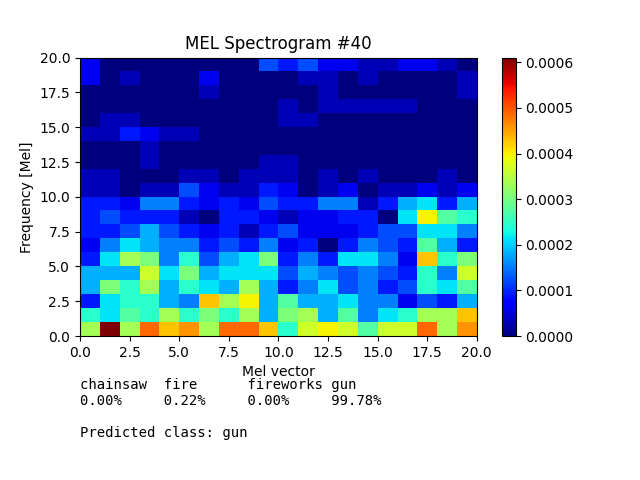 MEL Spectrogram #40
20.0
17.5
15.0
12.5
10.0
7.5
5.0
2.5
0.0
Frequency [Mel]
0.0 2.5 5.0 7.5 10.0 12.5 15.0 17.5 20.0
Mel vector
0.0006
0.0005
0.0004
0.0003
0.0002
0.0001
0.0000
chainsaw fire fireworks gun
0.00% 0.22% 0.00% 99.78%
Predicted class: gun